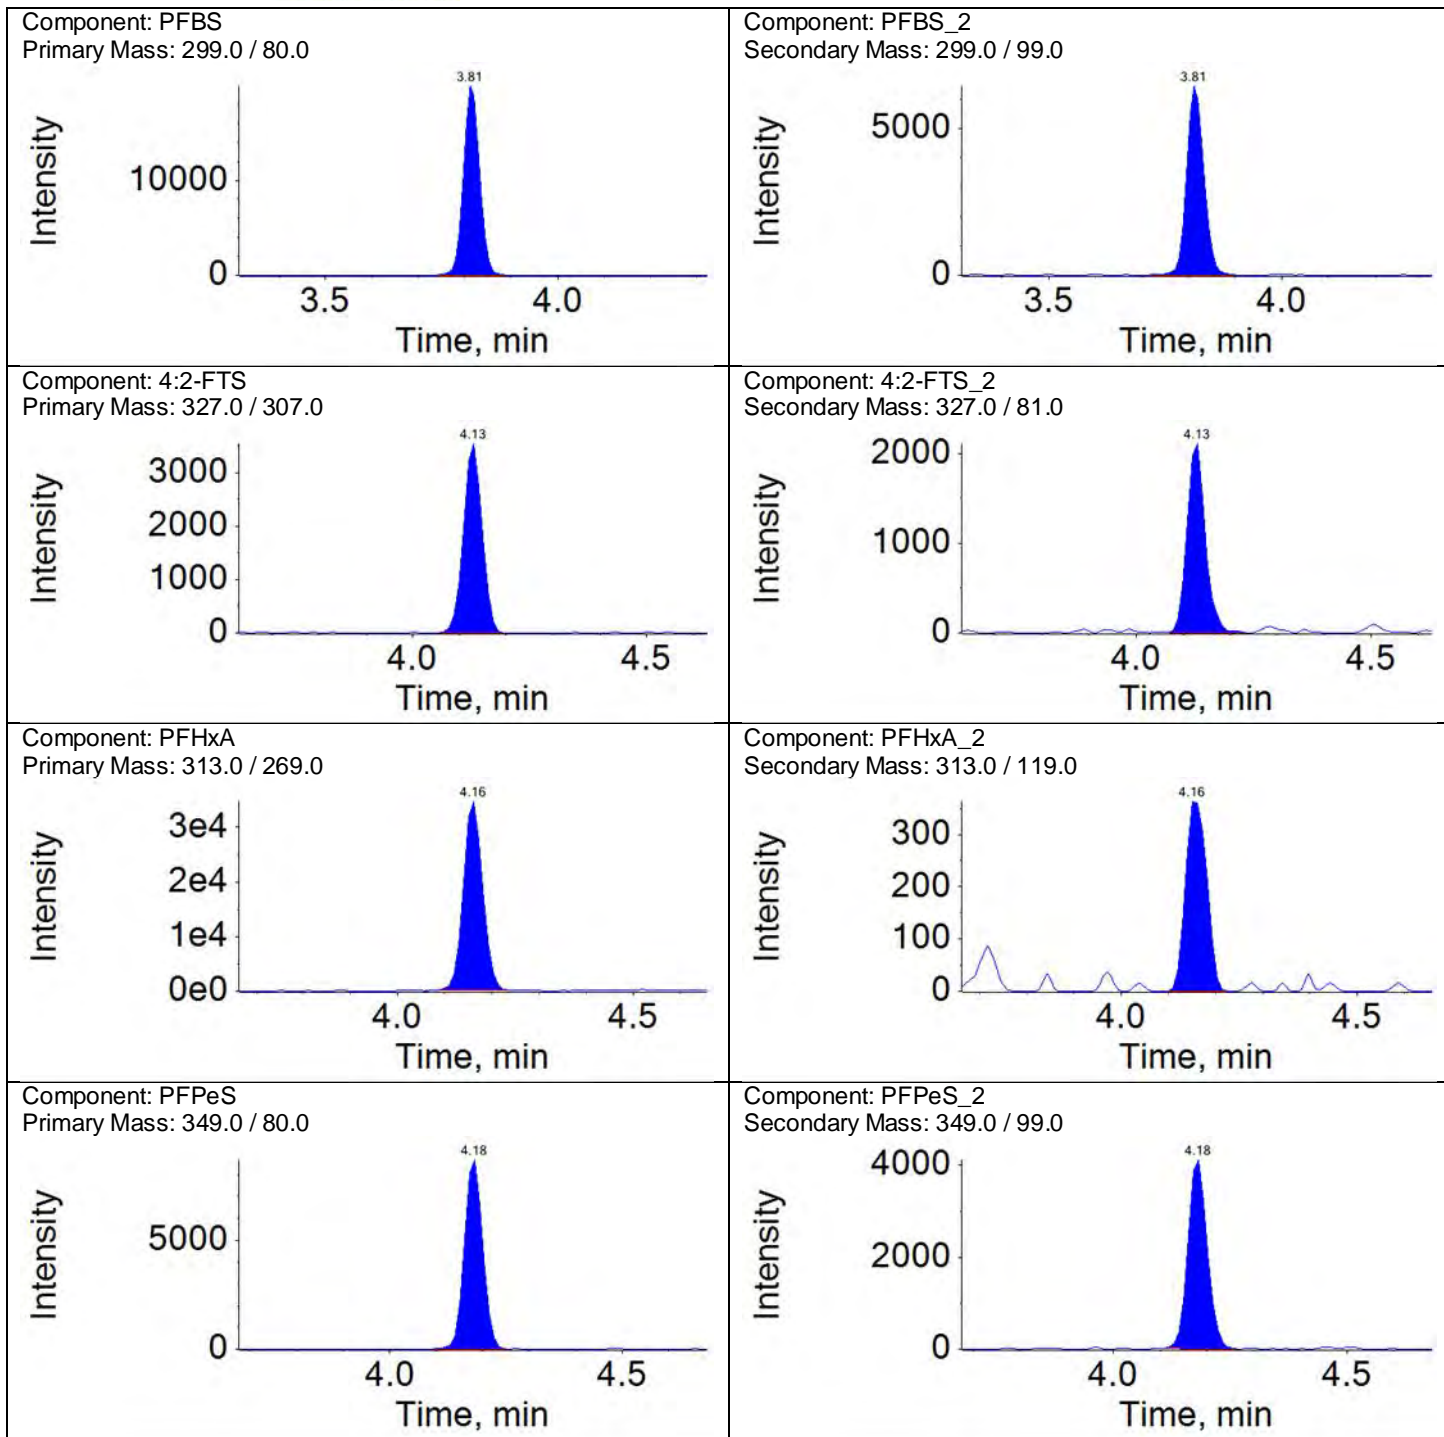 Component: PFBS
Primary Mass: 299.0 / 80.0
3.81
Intensity
10000
0
3.5
4.0
Time, min
Component: PFBS_2
Secondary Mass: 299.0 / 99.0
3.81
Intensity
5000
0
3.5
4.0
Time, min
Component: 4:2-FTS
Primary Mass: 327.0 / 307.0
4.13
Intensity
3000
2000
1000
0
4.0
4.5
Time, min
Component: 4:2-FTS_2
Secondary Mass: 327.0 / 81.0
4.13
Intensity
2000
1000
0
4.0
4.5
Time, min
Component: PFHxA
Primary Mass: 313.0 / 269.0
4.16
Intensity
3e4
2e4
1e4
0e0
4.0
4.5
Time, min
Component: PFHxA_2
Secondary Mass: 313.0 / 119.0
4.16
Intensity
300
200
100
0
4.0
4.5
Time, min
Component: PFPeS
Primary Mass: 349.0 / 80.0
4.18
Intensity
5000
0
4.0
4.5
Time, min
Component: PFPeS_2
Secondary Mass: 349.0 / 99.0
4.18
Intensity
4000
2000
0
4.0
4.5
Time, min